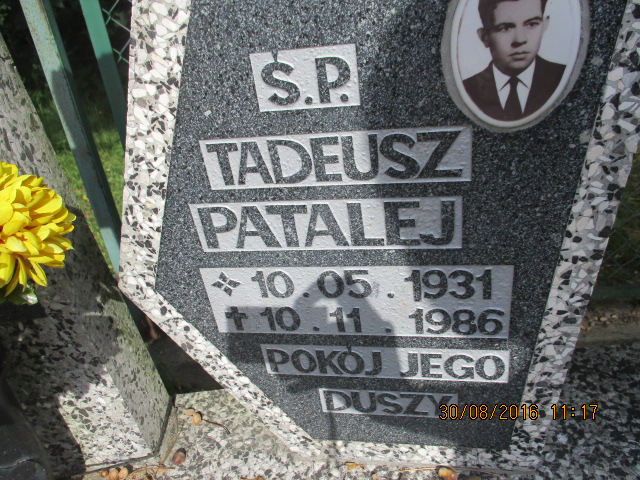 Ś.P.
TADEUSZ
PATALEJ
10.05.1931
✝10.11.1986
POKÓJ JEGO
DUSZY
30/08/2016 11:17